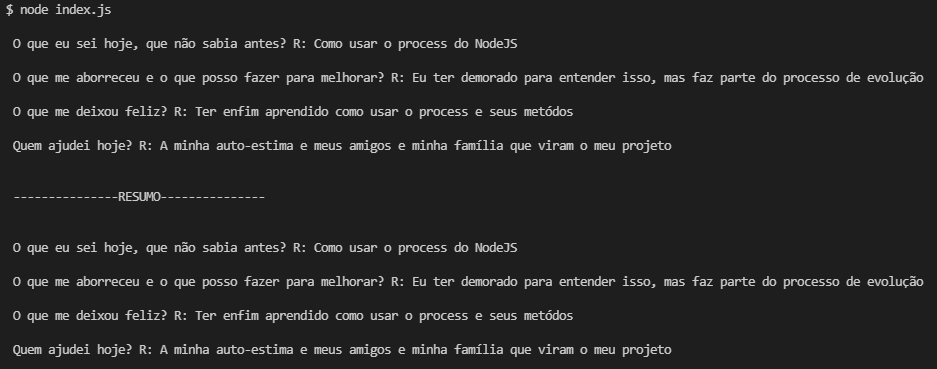 $ node index.js
O que eu sei hoje, que não sabia antes? R: Como usar o process do NodeJS
O que me aborreceu e o que posso fazer para melhorar? R: Eu ter demorado para entender isso, mas faz parte do processo de evolução
O que me deixou feliz? R: Ter enfim aprendido como usar o process e seus metódos
Quem ajudei hoje? R: A minha auto-estima e meus amigos e minha família que viram o meu projeto
---------------RESUMO---------------
O que eu sei hoje, que não sabia antes? R: Como usar o process do NodeJS
O que me aborreceu e o que posso fazer para melhorar? R: Eu ter demorado para entender isso, mas faz parte do processo de evolução
O que me deixou feliz? R: Ter enfim aprendido como usar o process e seus metódos
Quem ajudei hoje? R: A minha auto-estima e meus amigos e minha família que viram o meu projeto